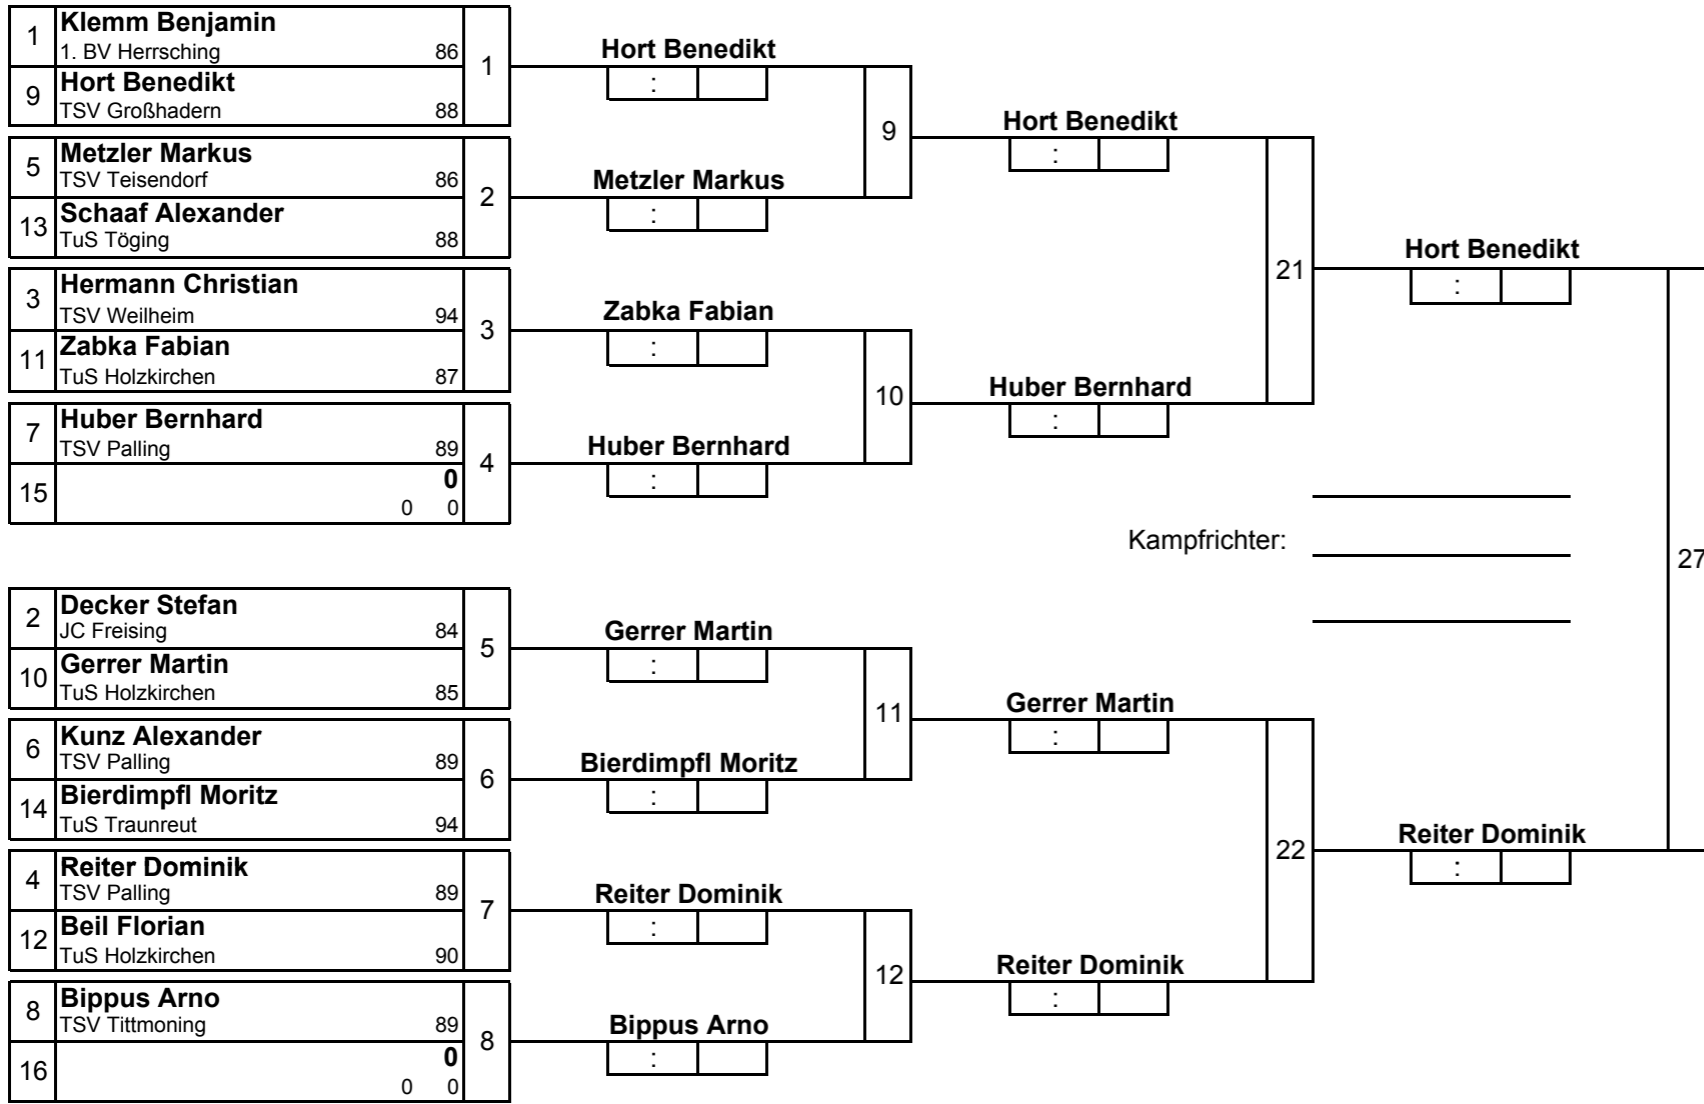 1 Klemm Benjamin
1. BV Herrsching 86
1
9 Hort Benedikt
TSV Großhadern 88
5 Metzler Markus
TSV Teisendorf 86
2
13 Schaaf Alexander
TuS Töging 88
3 Hermann Christian
TSV Weilheim 94
3
11 Zabka Fabian
TuS Holzkirchen 87
7 Huber Bernhard
TSV Palling 89
4
15 0
0 0
2 Decker Stefan
JC Freising 84
5
10 Gerrer Martin
TuS Holzkirchen 85
6 Kunz Alexander
TSV Palling 89
6
14 Bierdimpfl Moritz
TuS Traunreut 94
4 Reiter Dominik
TSV Palling 89
7
12 Beil Florian
TuS Holzkirchen 90
8 Bippus Arno
TSV Tittmoning 89
8
16 0
0 0
Hort Benedikt
:
9
Metzler Markus
:
Zabka Fabian
:
10
Huber Bernhard
:
Gerrer Martin
:
11
Bierdimpfl Moritz
:
Reiter Dominik
:
12
Bippus Arno
:
Hort Benedikt
:
21
Huber Bernhard
:
Kampfrichter:
Gerrer Martin
:
22
Reiter Dominik
:
Hort Benedikt
:
27
Reiter Dominik
: